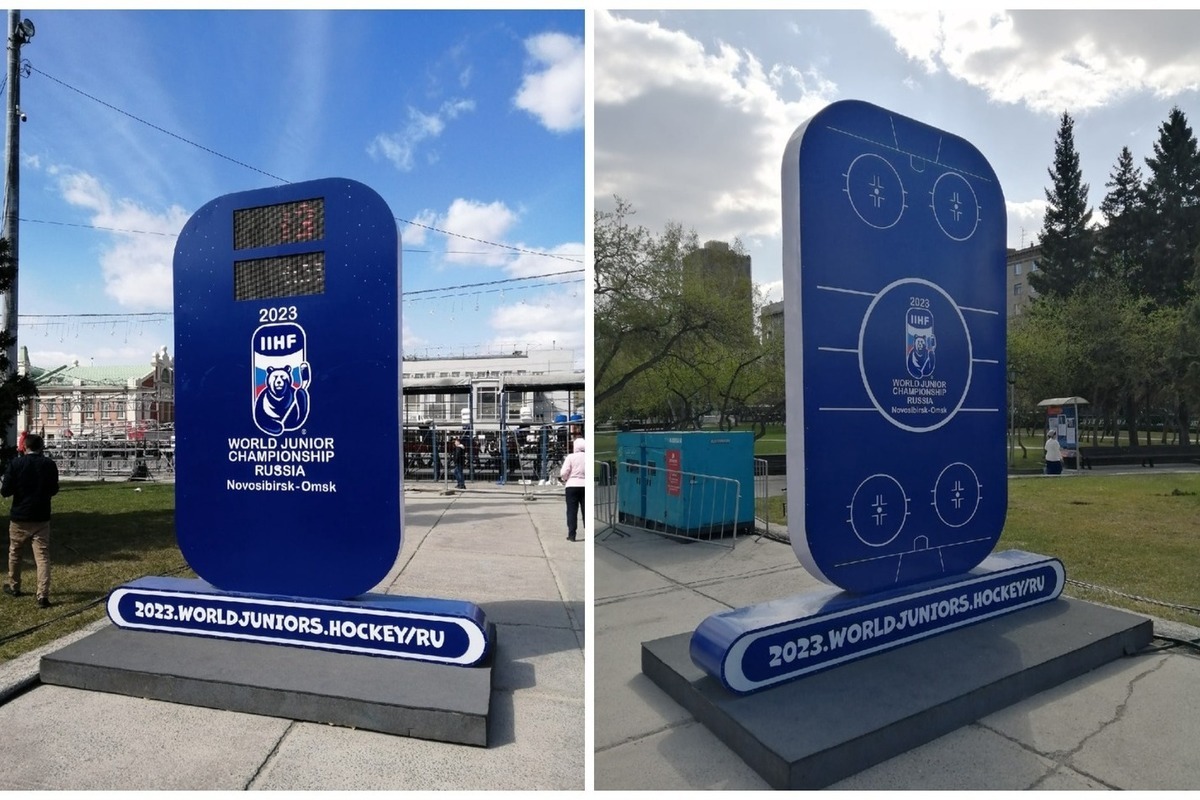 2023
IIHF
WORLD JUNIOR
CHAMPIONSHIP
RUSSIA
Novosibirsk-Omsk
2023.WORLDJUNIORS.HOCKEY/RU
2023
IIHF
WORLD JUNIOR
CHAMPIONSHIP
RUSSIA
Novosibirsk-Omsk
2023.WORLDJUNIORS.HOCKEY/RU